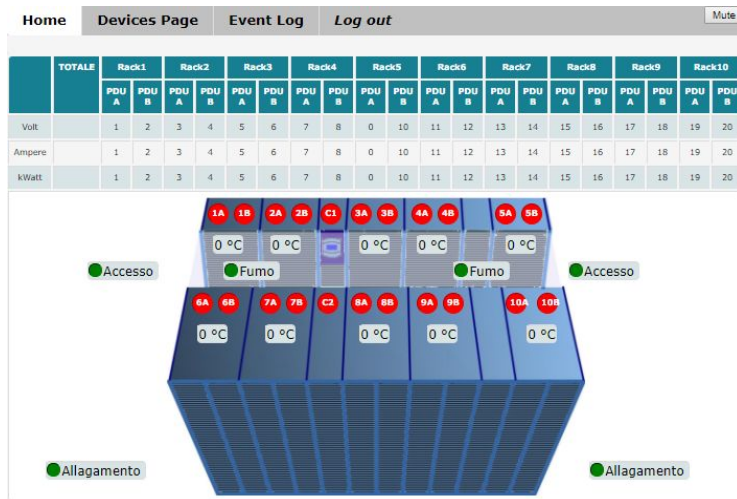 Home Devices Page Event Log Log out Mute
TOTALE Rack1 Rack2 Rack3 Rack4 Rack5 Rack6 Rack7 Rack8 Rack9 Rack10
PDU A PDU B PDU A PDU B PDU A PDU B PDU A PDU B PDU A PDU B PDU A PDU B PDU A PDU B PDU A PDU B PDU A PDU B PDU A PDU B
Volt 1 2 3 4 5 6 7 8 0 10 11 12 13 14 15 16 17 18 19 20
Ampere 1 2 3 4 5 6 7 8 0 10 11 12 13 14 15 16 17 18 19 20
kWatt 1 2 3 4 5 6 7 8 0 10 11 12 13 14 15 16 17 18 19 20
1A 1B 2A 2B C1 3A 3B 4A 4B 5A 5B
0 °C 0 °C 0 °C 0 °C 0 °C
Accesso Fumo Fumo Accesso
6A 6B 7A 7B C2 8A 8B 9A 9B 10A 10B
0 °C 0 °C 0 °C 0 °C 0 °C
Allagamento Allagamento